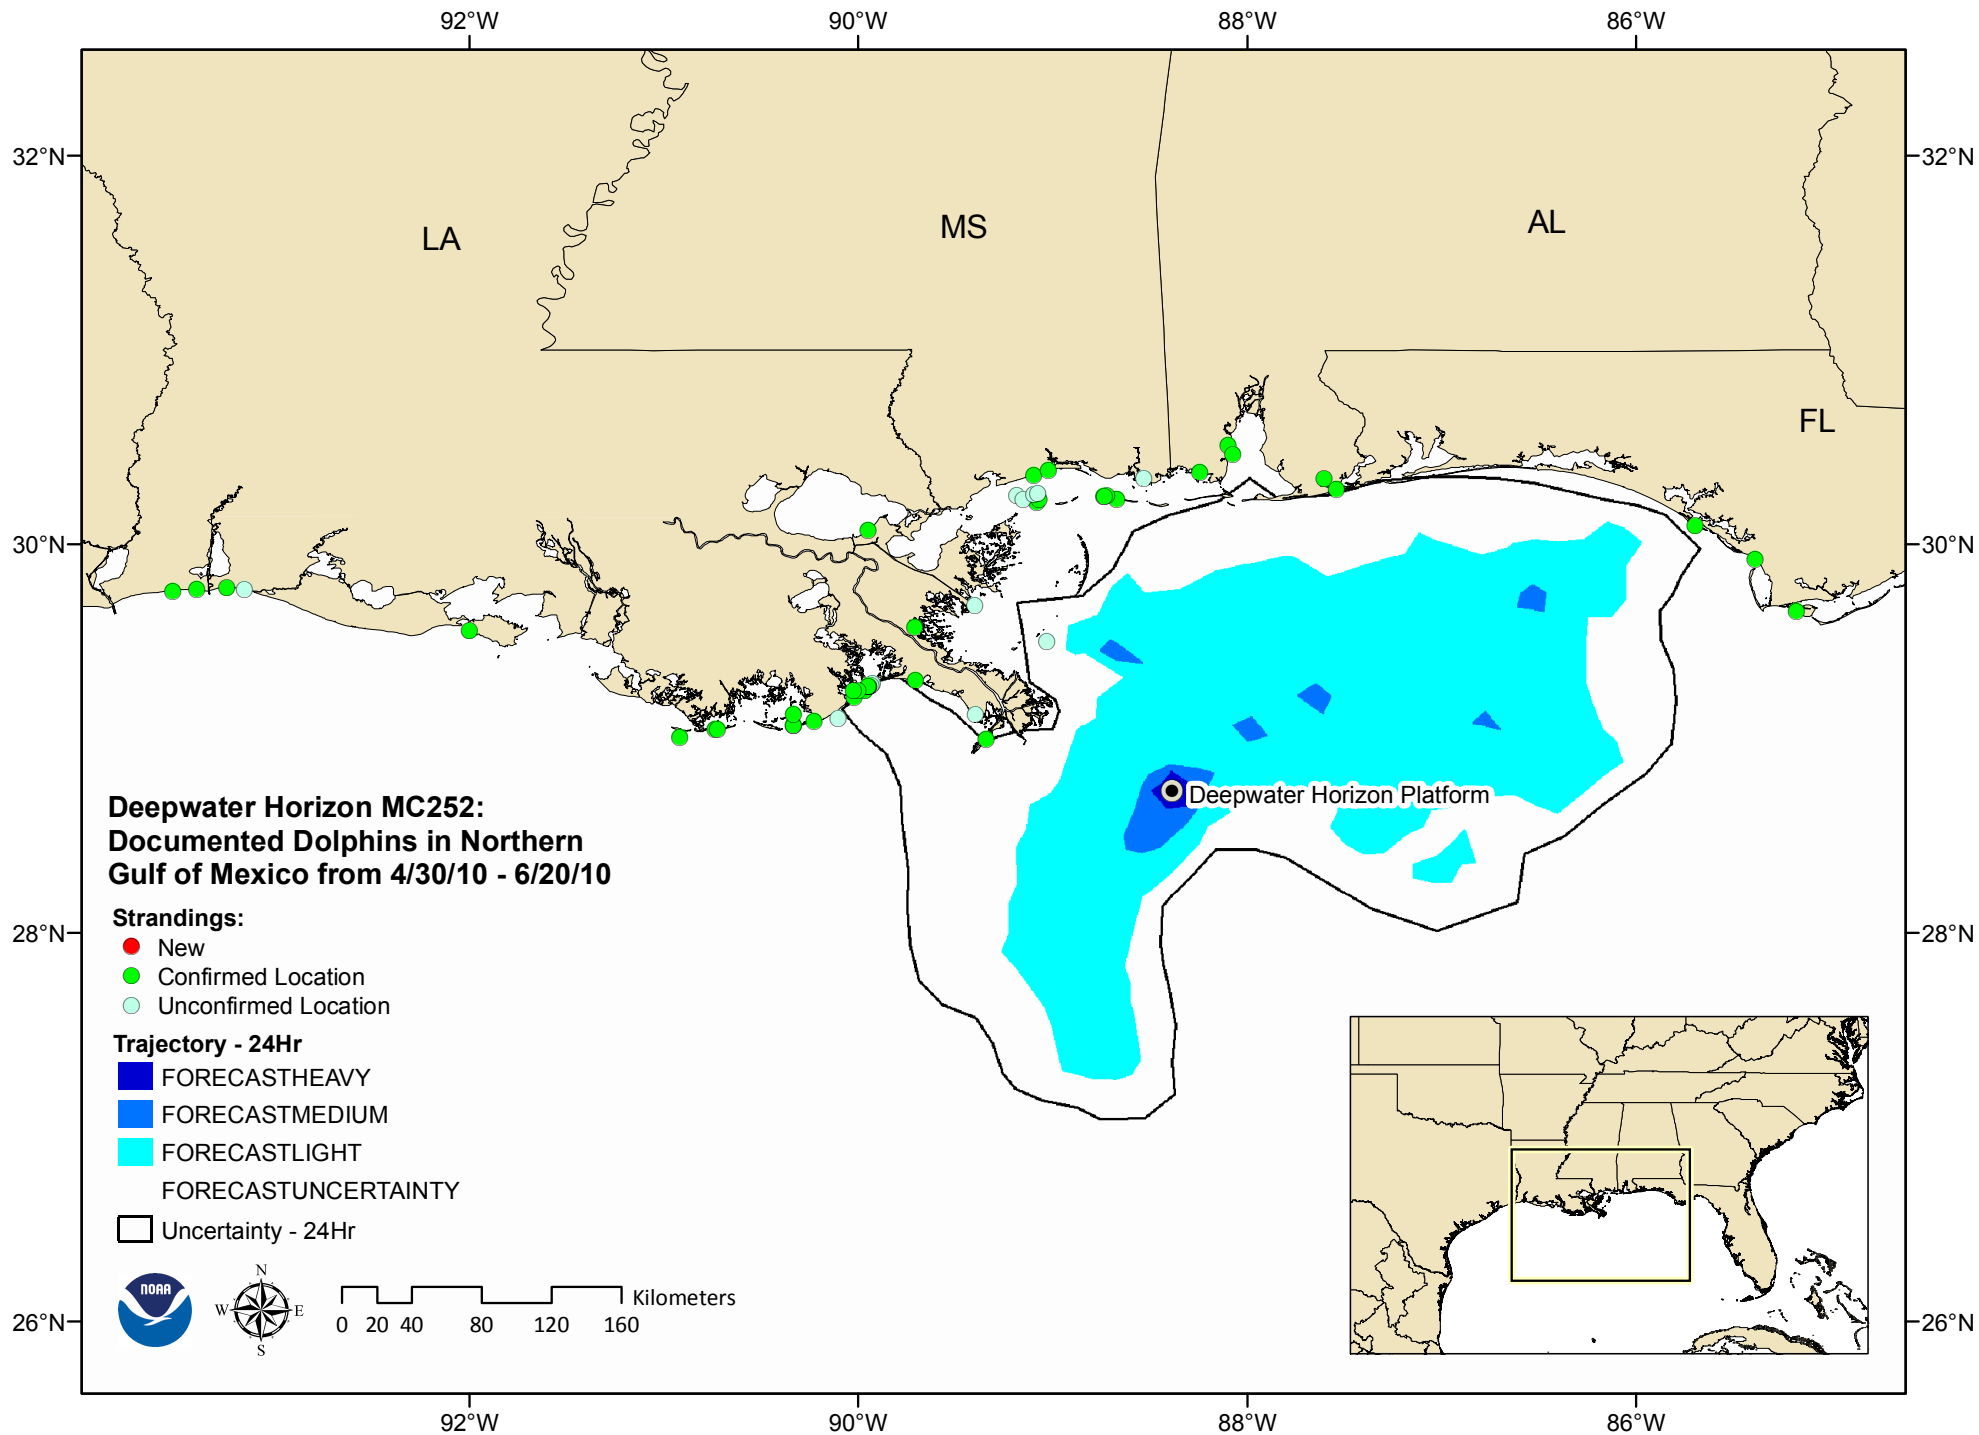 92°W 90°W 88°W 86°W
32°N 32°N
LA MS AL
FL
30°N 30°N
Deepwater Horizon Platform
Deepwater Horizon MC252:
Documented Dolphins in Northern
Gulf of Mexico from 4/30/10 - 6/20/10
Strandings:
New
Confirmed Location
Unconfirmed Location
28°N 28°N
Trajectory - 24Hr
FORECASTHEAVY
FORECASTMEDIUM
FORECASTLIGHT
FORECASTUNCERTAINTY
Uncertainty - 24Hr
NOAA
N
W E
S
Kilometers
0 20 40 80 120 160
26°N 26°N
92°W 90°W 88°W 86°W